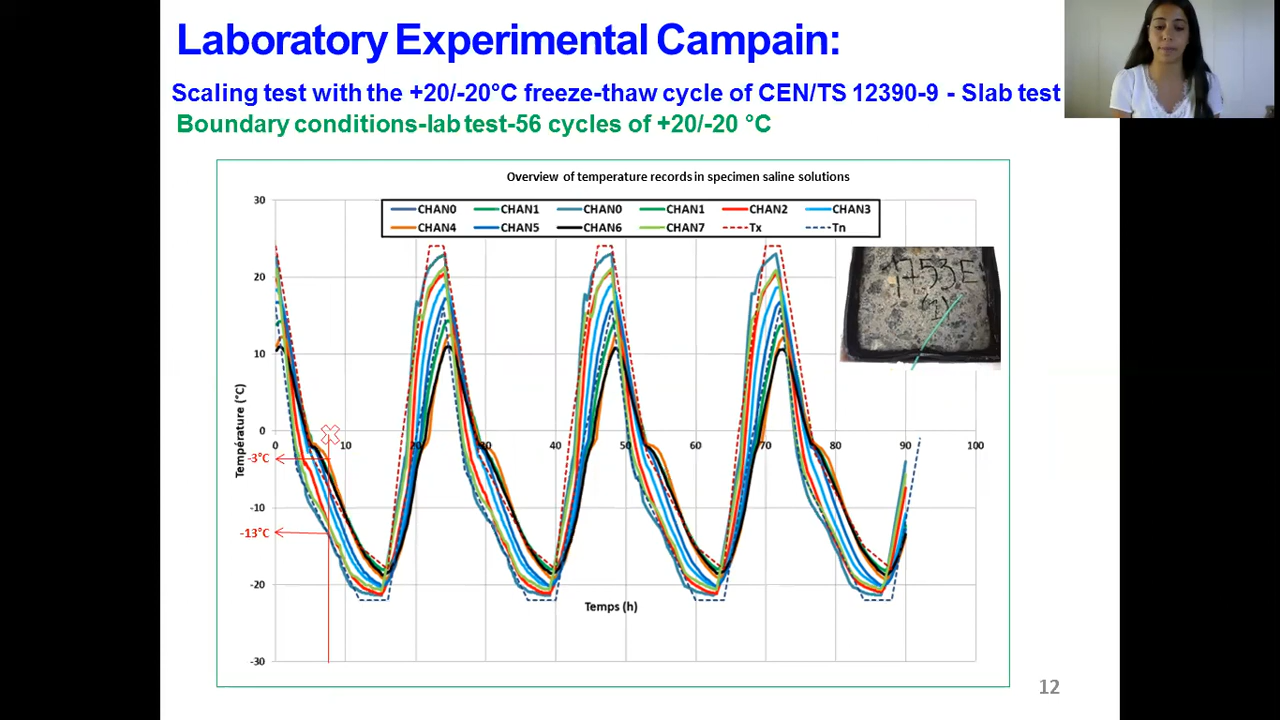 Laboratory Experimental Campain:
Scaling test with the +20/-20°C freeze-thaw cycle of CEN/TS 12390-9 - Slab test
Boundary conditions-lab test-56 cycles of +20/-20 °C
Overview of temperature records in specimen saline solutions
CHAN0 CHAN1 CHAN0 CHAN1 CHAN2 CHAN3
CHAN4 CHAN5 CHAN6 CHAN7 Tx Tn
30
20
10
0
-10
-20
-30
Température (°C)
0 10 20 30 40 50 60 70 80 90 100
-3°C
-13°C
Temps (h)
1753E
12